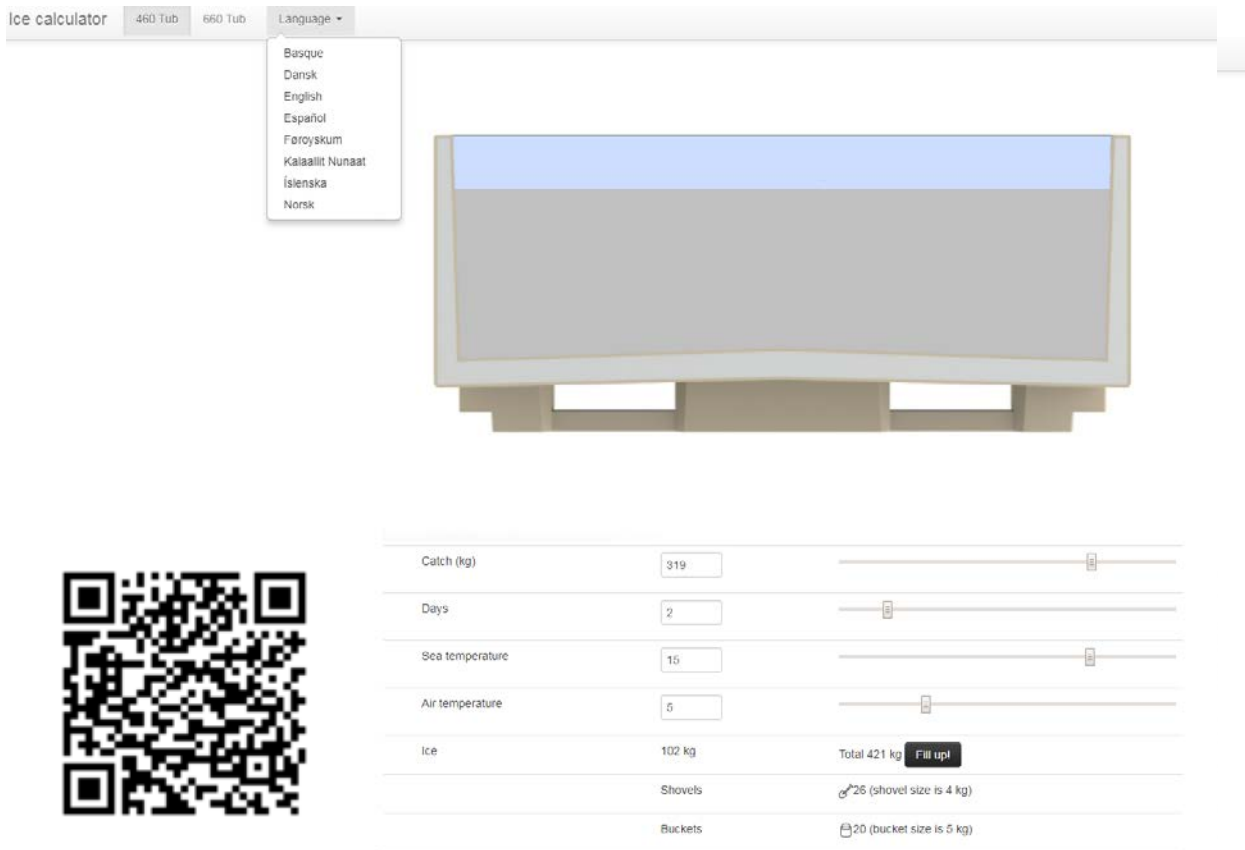 Ice calculator 460 Tub 660 Tub Language
Basque
Dansk
English
Español
Føroyskum
Kalaallit Nunaat
Íslenska
Norsk
Catch (kg) 319
Days 2
Sea temperature 15
Air temperature 5
Ice 102 kg Total 421 kg Fill up!
Shovels 26 (shovel size is 4 kg)
Buckets 20 (bucket size is 5 kg)